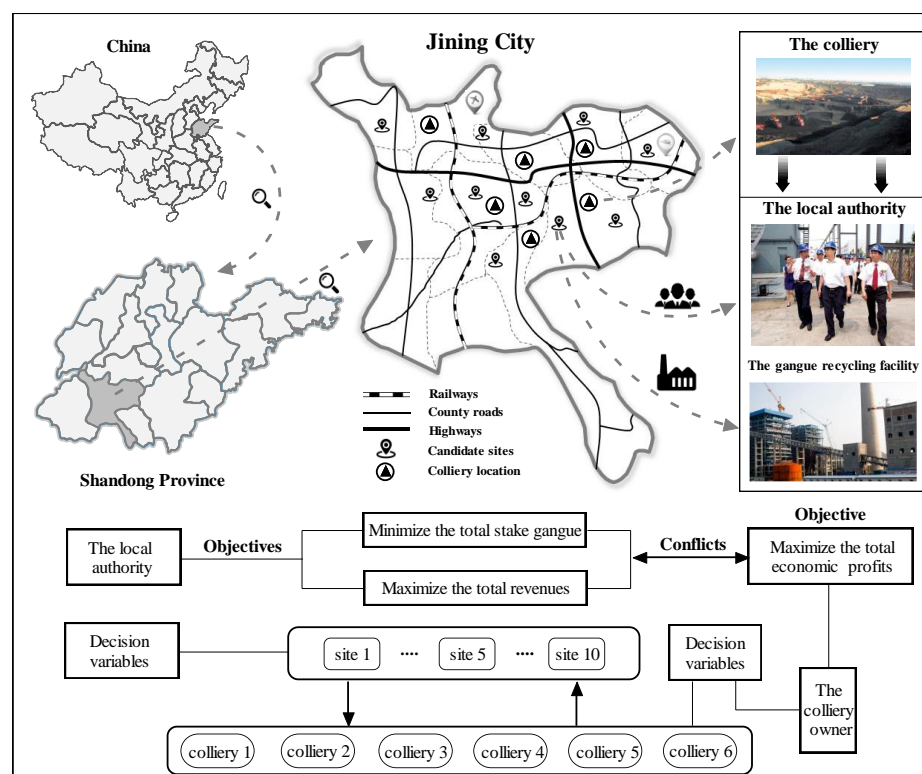 China
Jining City
The colliery
The local authority
The gangue recycling facility
Shandong Province
Railways
County roads
Highways
Candidate sites
Colliery location
The local
authority
Objectives
Minimize the total stake gangue
Maximize the total revenues
Conflicts
Objective
Maximize the total
economic profits
Decision
variables
site 1
....
site 5
....
site 10
Decision
variables
The
colliery
owner
colliery 1
colliery 2
colliery 3
colliery 4
colliery 5
colliery 6